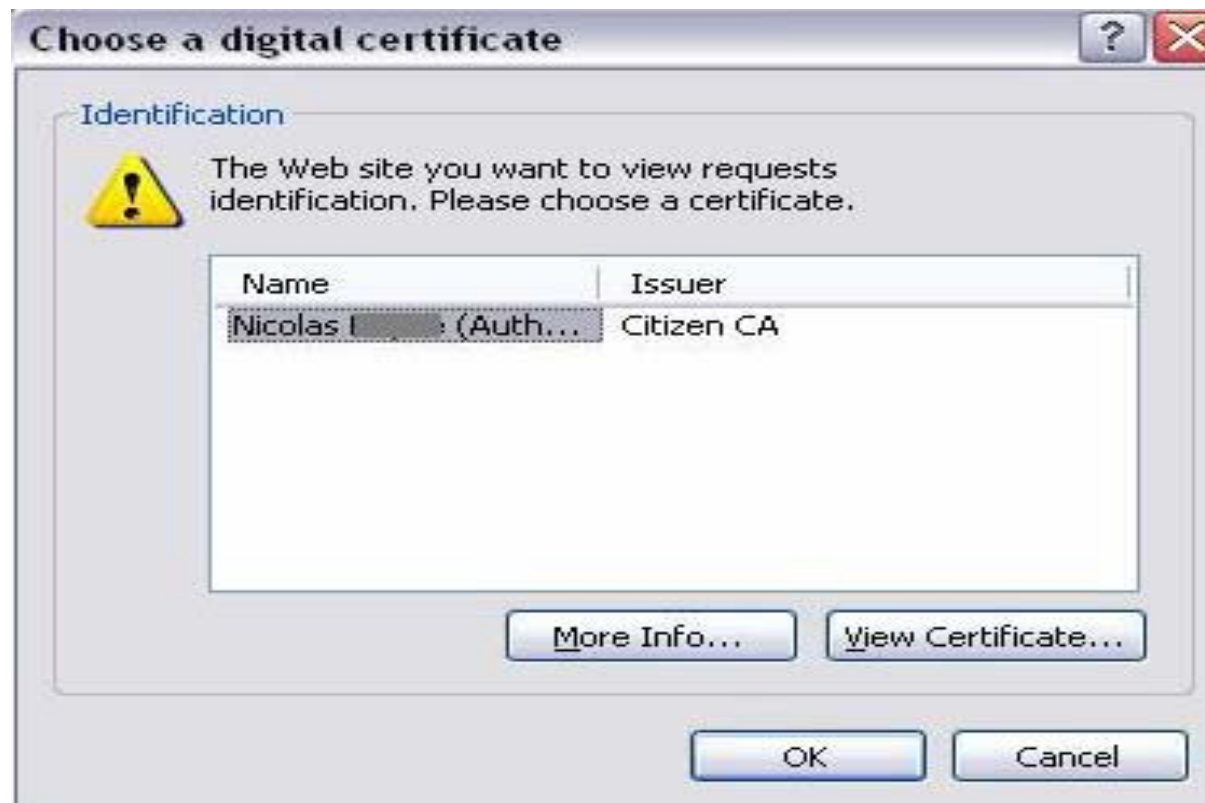 Choose a digital certificate
Identification
The Web site you want to view requests
identification. Please choose a certificate.
Name Issuer
Nicolas (Auth... Citizen CA
More Info... View Certificate...
OK Cancel